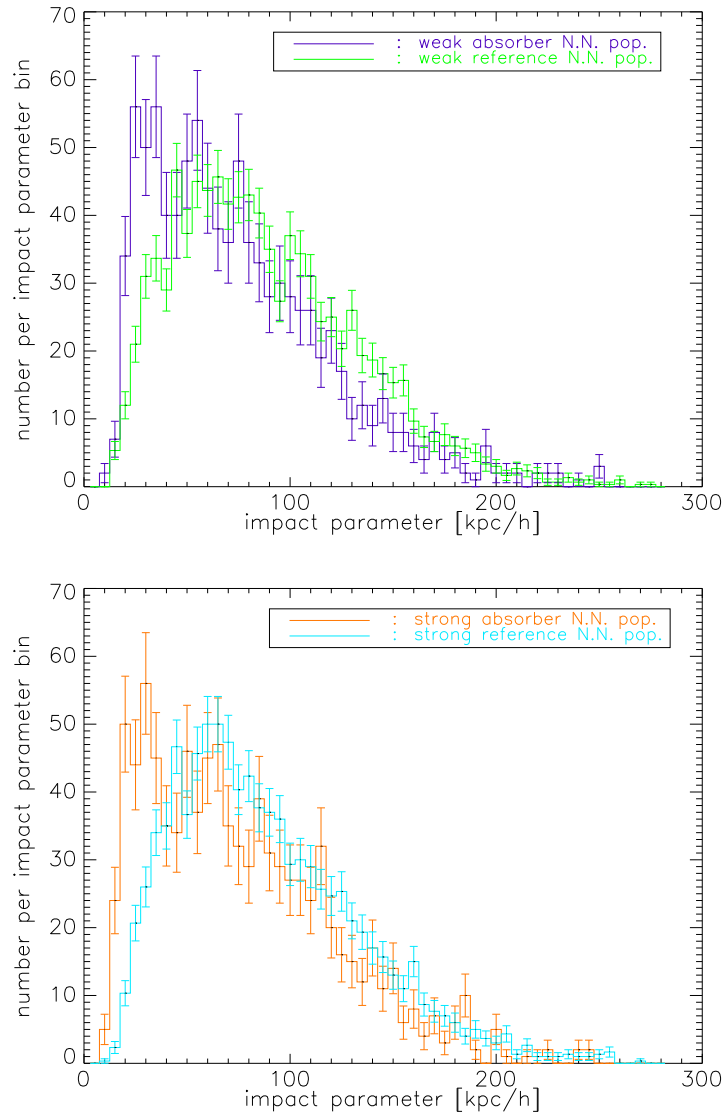 70
60
50
40
30
20
10
0
number per impact parameter bin
: weak absorber N.N. pop.
: weak reference N.N. pop.
0 100 200 300
impact parameter [kpc/h]
70
60
50
40
30
20
10
0
number per impact parameter bin
: strong absorber N.N. pop.
: strong reference N.N. pop.
0 100 200 300
impact parameter [kpc/h]